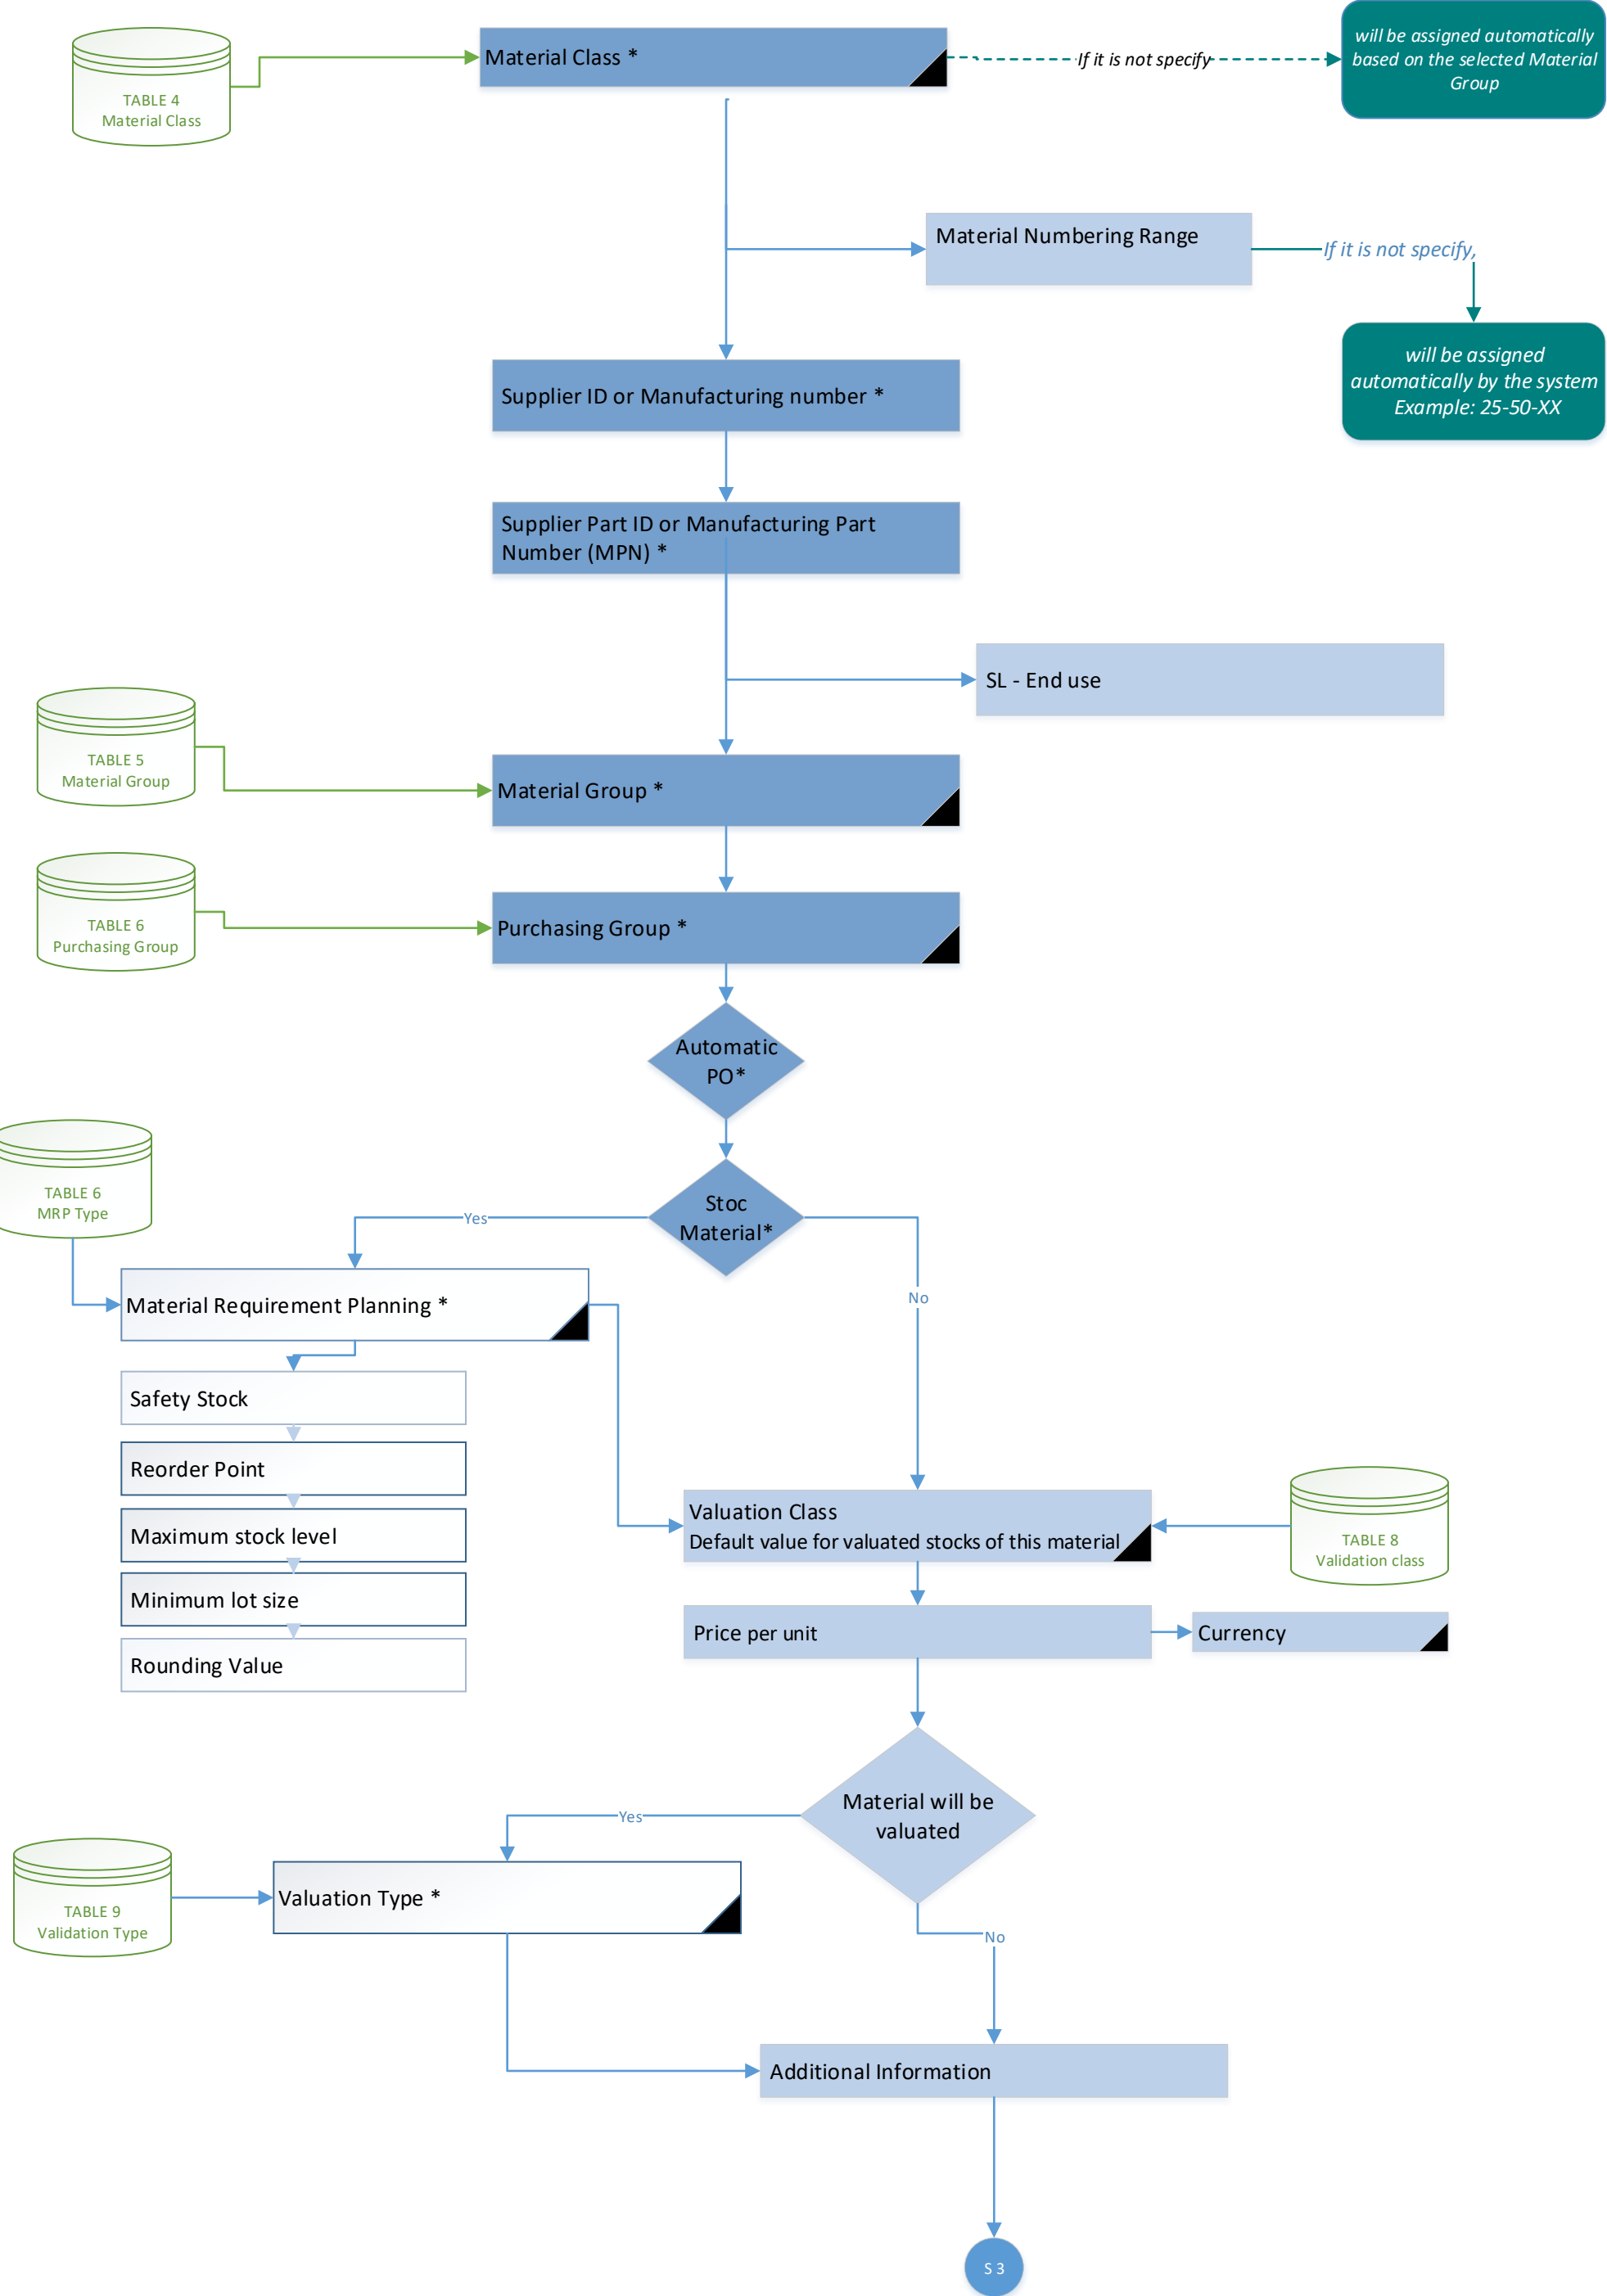 Material Class *
If it is not specify
will be assigned automatically
based on the selected Material
Group
TABLE 4
Material Class
Material Numbering Range
If it is not specify,
will be assigned
automatically by the system
Example: 25-50-XX
Supplier ID or Manufacturing number *
Supplier Part ID or Manufacturing Part
Number (MPN) *
SL - End use
TABLE 5
Material Group
Material Group *
TABLE 6
Purchasing Group
Purchasing Group *
Automatic
PO*
TABLE 6
MRP Type
Stoc
Material*
Yes
No
Material Requirement Planning *
Safety Stock
Reorder Point
Maximum stock level
Minimum lot size
Rounding Value
Valuation Class
Default value for valuated stocks of this material
TABLE 8
Validation class
Price per unit
Currency
Material will be
valuated
Yes
No
TABLE 9
Validation Type
Valuation Type *
Additional Information
S 3